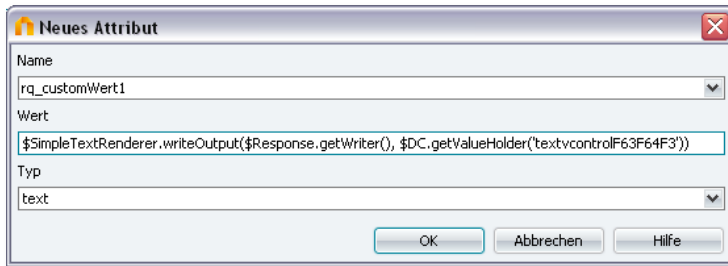 Neues Attribut
Name
rq_customWert1
Wert
$SimpleTextRenderer.writeOutput($Response.getWriter(), $DC.getValueHolder('textvcontrolF63F64F3'))
Typ
text
OK Abbrechen Hilfe